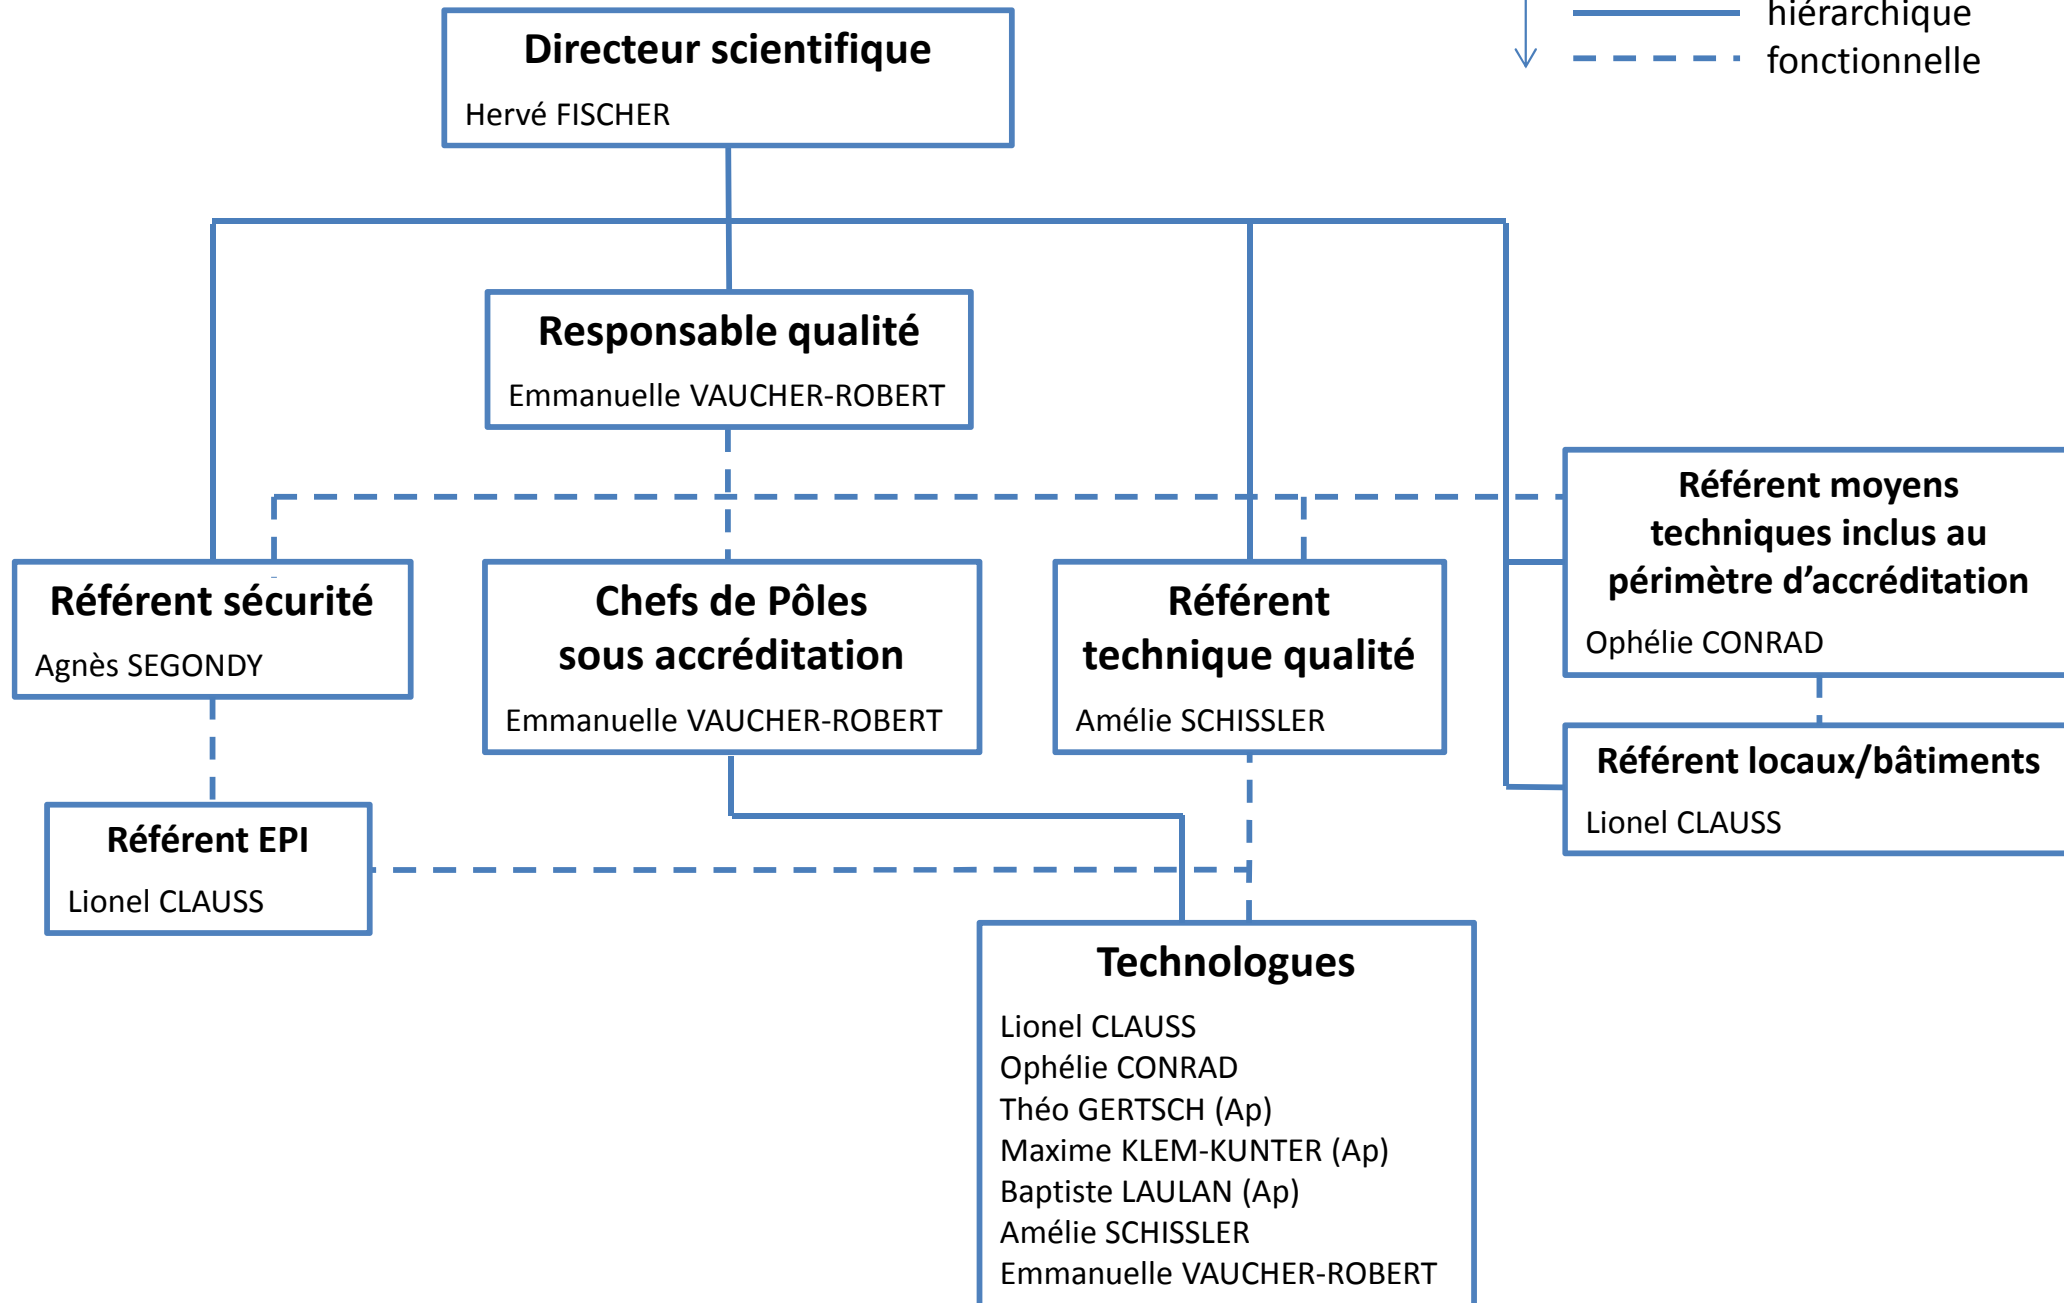 hiérarchique
fonctionnelle
Directeur scientifique
Hervé FISCHER
Responsable qualité
Emmanuelle VAUCHER-ROBERT
Référent sécurité
Agnès SEGONDY
Chefs de Pôles
sous accréditation
Emmanuelle VAUCHER-ROBERT
Référent
technique qualité
Amélie SCHISSLER
Référent moyens
techniques inclus au
périmètre d’accréditation
Ophélie CONRAD
Référent locaux/bâtiments
Lionel CLAUSS
Référent EPI
Lionel CLAUSS
Technologues
Lionel CLAUSS
Ophélie CONRAD
Théo GERTSCH (Ap)
Maxime KLEM-KUNTER (Ap)
Baptiste LAULAN (Ap)
Amélie SCHISSLER
Emmanuelle VAUCHER-ROBERT